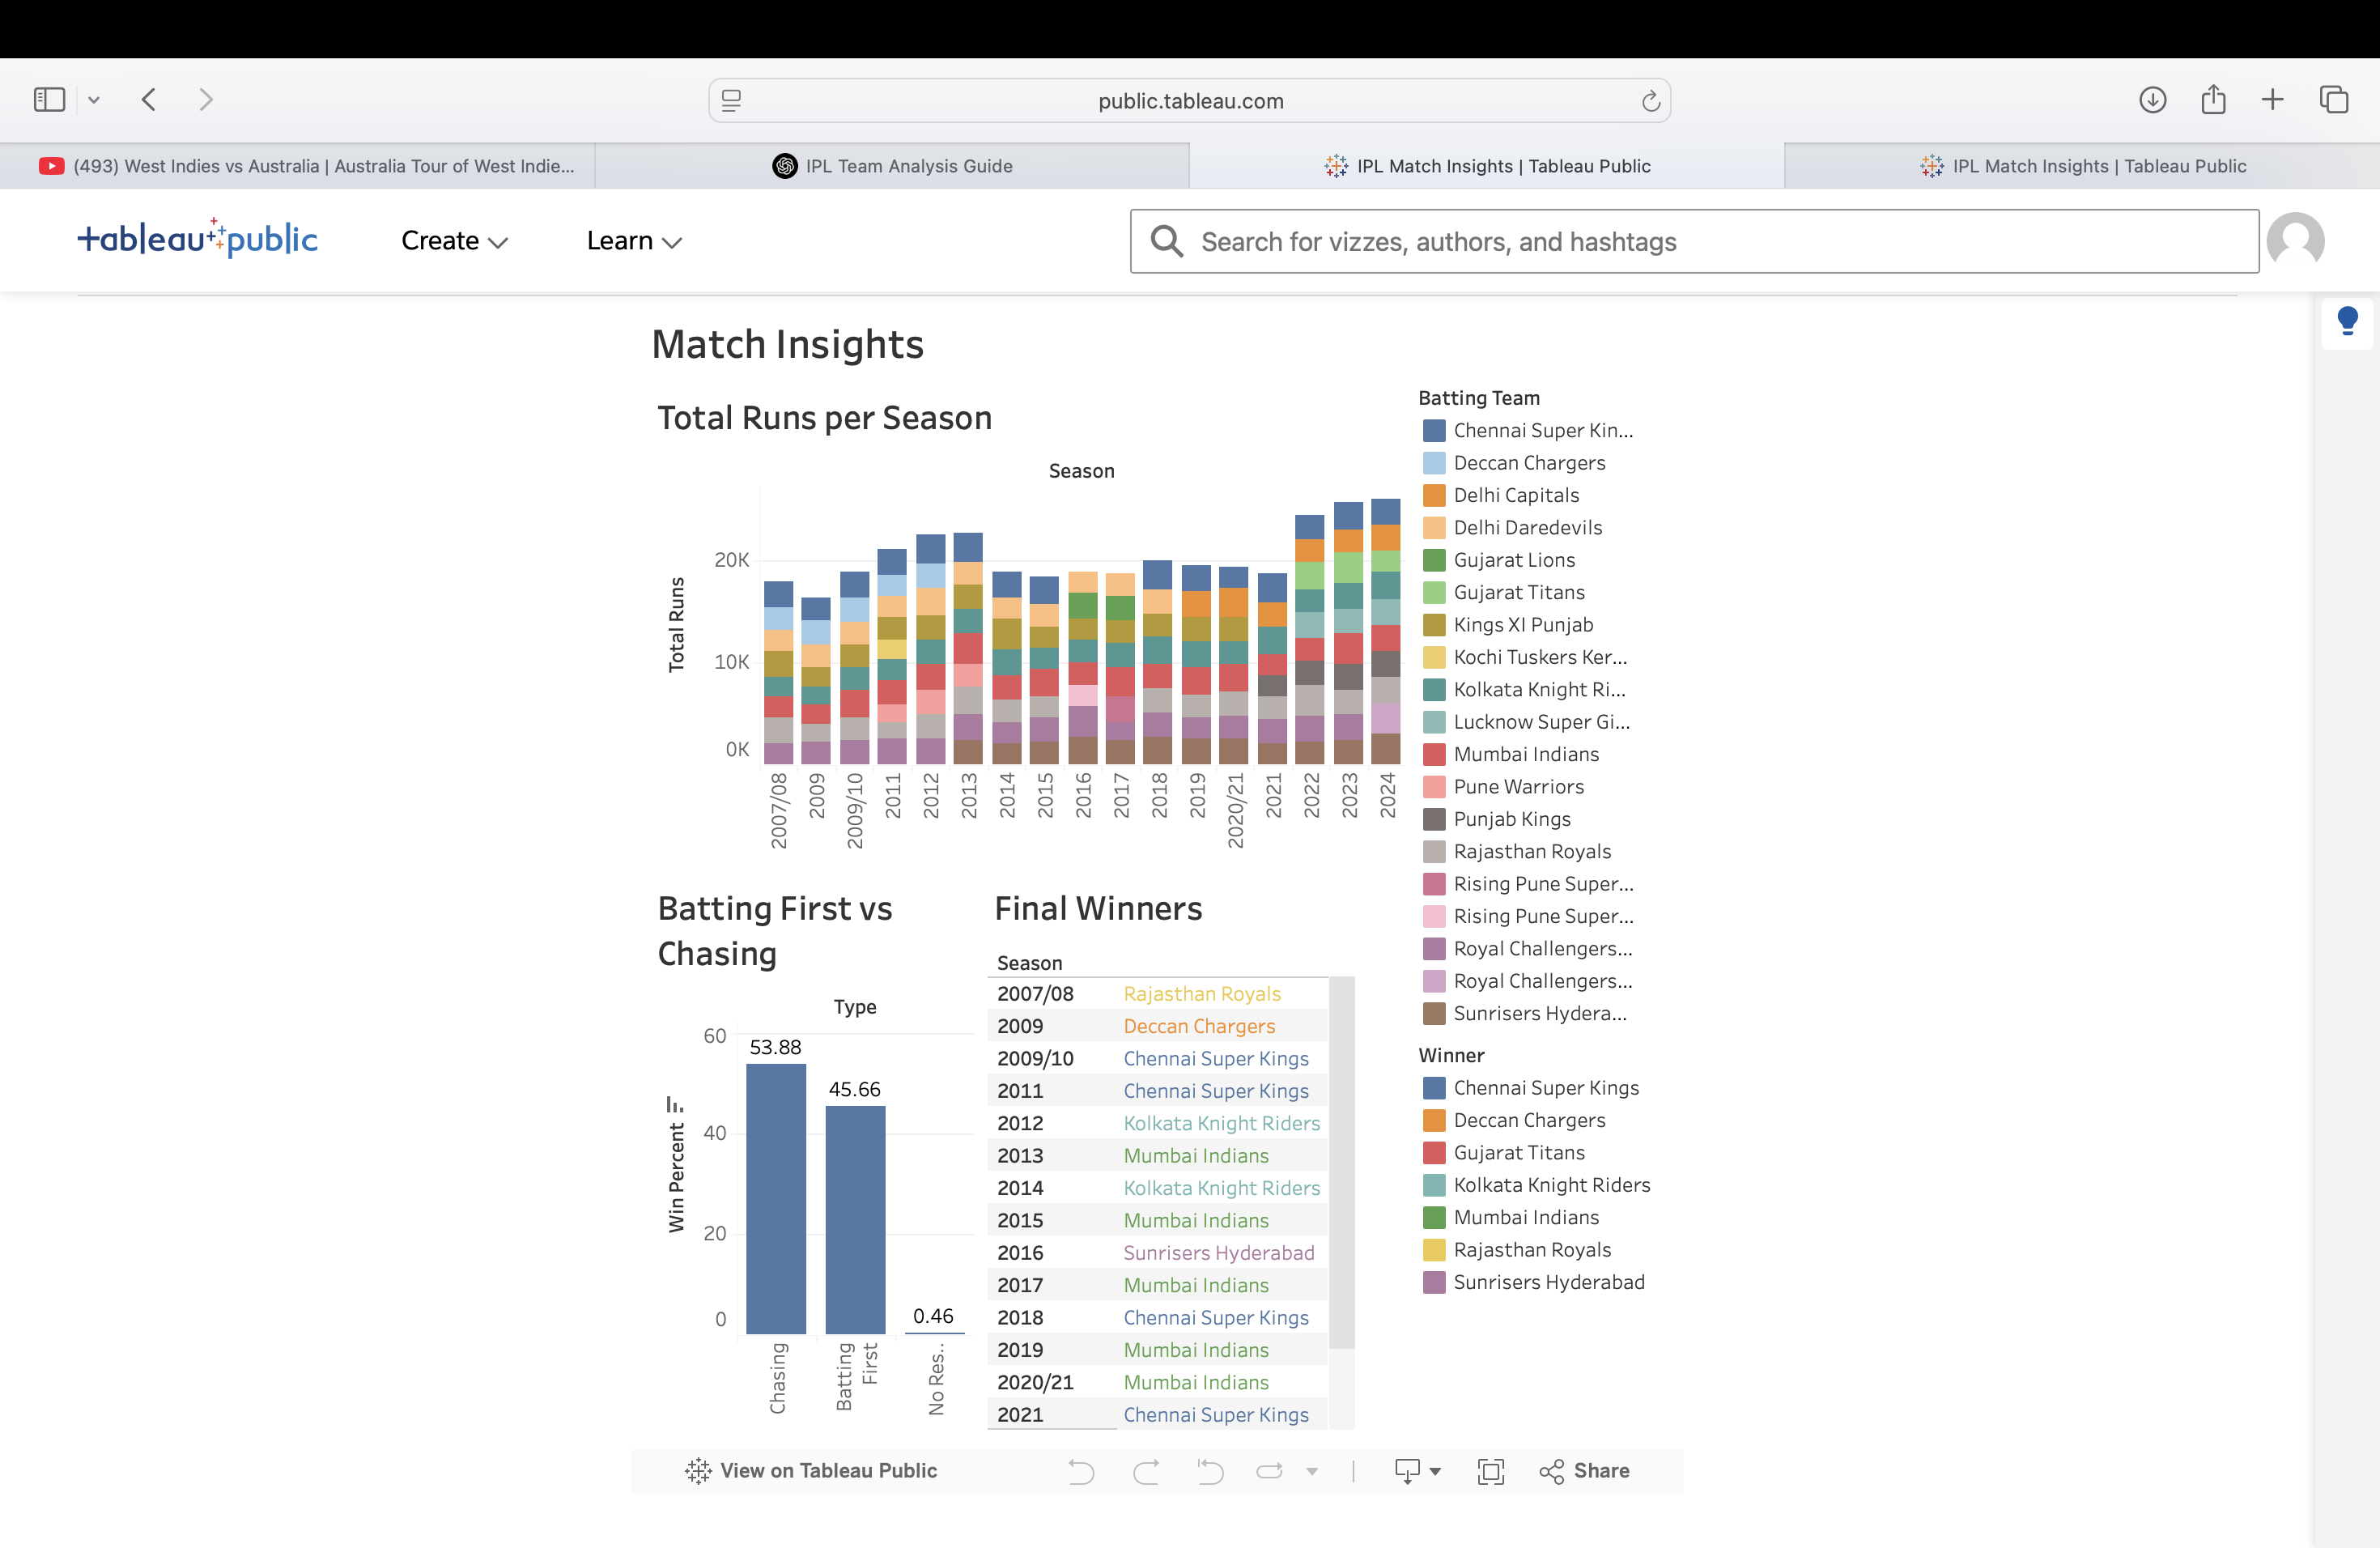 public.tableau.com
(493) West Indies vs Australia | Australia Tour of West Indie...
IPL Team Analysis Guide
IPL Match Insights | Tableau Public
IPL Match Insights | Tableau Public
+ableau public
Create
Learn
Search for vizzes, authors, and hashtags
Match Insights
Total Runs per Season
Season
Total Runs
20K
10K
0K
2007/08
2009
2009/10
2011
2012
2013
2014
2015
2016
2017
2018
2019
2020/21
2021
2022
2023
2024
Batting Team
Chennai Super Kin...
Deccan Chargers
Delhi Capitals
Delhi Daredevils
Gujarat Lions
Gujarat Titans
Kings XI Punjab
Kochi Tuskers Ker...
Kolkata Knight Ri...
Lucknow Super Gi...
Mumbai Indians
Pune Warriors
Punjab Kings
Rajasthan Royals
Rising Pune Super...
Rising Pune Super...
Royal Challengers...
Royal Challengers...
Sunrisers Hydera...
Winner
Chennai Super Kings
Deccan Chargers
Gujarat Titans
Kolkata Knight Riders
Mumbai Indians
Rajasthan Royals
Sunrisers Hyderabad
Batting First vs
Chasing
Type
Win Percent
60
40
20
0
53.88
45.66
0.46
Chasing
Batting
First
No Res..
Final Winners
Season
2007/08 Rajasthan Royals
2009 Deccan Chargers
2009/10 Chennai Super Kings
2011 Chennai Super Kings
2012 Kolkata Knight Riders
2013 Mumbai Indians
2014 Kolkata Knight Riders
2015 Mumbai Indians
2016 Sunrisers Hyderabad
2017 Mumbai Indians
2018 Chennai Super Kings
2019 Mumbai Indians
2020/21 Mumbai Indians
2021 Chennai Super Kings
View on Tableau Public
Share